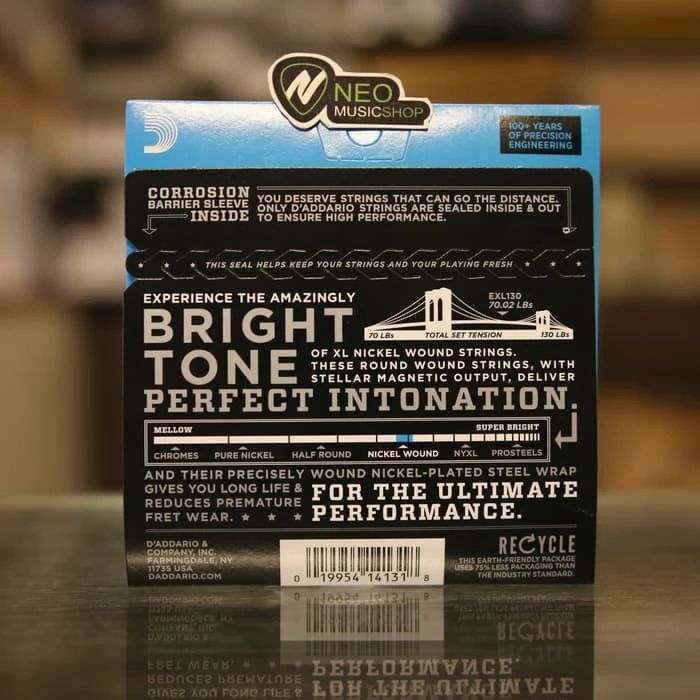 NEO
MUSICSHOP
100+ YEARS
OF PRECISION
ENGINEERING
CORROSION
BARRIER SLEEVE
INSIDE
YOU DESERVE STRINGS THAT CAN GO THE DISTANCE.
ONLY D'ADDARIO STRINGS ARE SEALED INSIDE & OUT
TO ENSURE HIGH PERFORMANCE.
THIS SEAL HELPS KEEP YOUR STRINGS AND YOUR PLAYING FRESH
EXPERIENCE THE AMAZINGLY
BRIGHT
TONE
EXL130
70.02 LBs
70 LBs TOTAL SET TENSION 130 LBs
OF XL NICKEL WOUND STRINGS.
THESE ROUND WOUND STRINGS, WITH
STELLAR MAGNETIC OUTPUT, DELIVER
PERFECT INTONATION.
MELLOW SUPER BRIGHT
CHROMES PURE NICKEL HALF ROUND NICKEL WOUND NYXL PROSTEELS
AND THEIR PRECISELY WOUND NICKEL-PLATED STEEL WRAP
GIVES YOU LONG LIFE &
REDUCES PREMATURE
FRET WEAR.
FOR THE ULTIMATE
PERFORMANCE.
D'ADDARIO &
COMPANY, INC.
FARMINGDALE, NY
11735 USA
DADDARIO.COM
0 19954 14131 8
RECYCLE
THIS EARTH-FRIENDLY PACKAGE
USES 75% LESS PACKAGING THAN
THE INDUSTRY STANDARD.